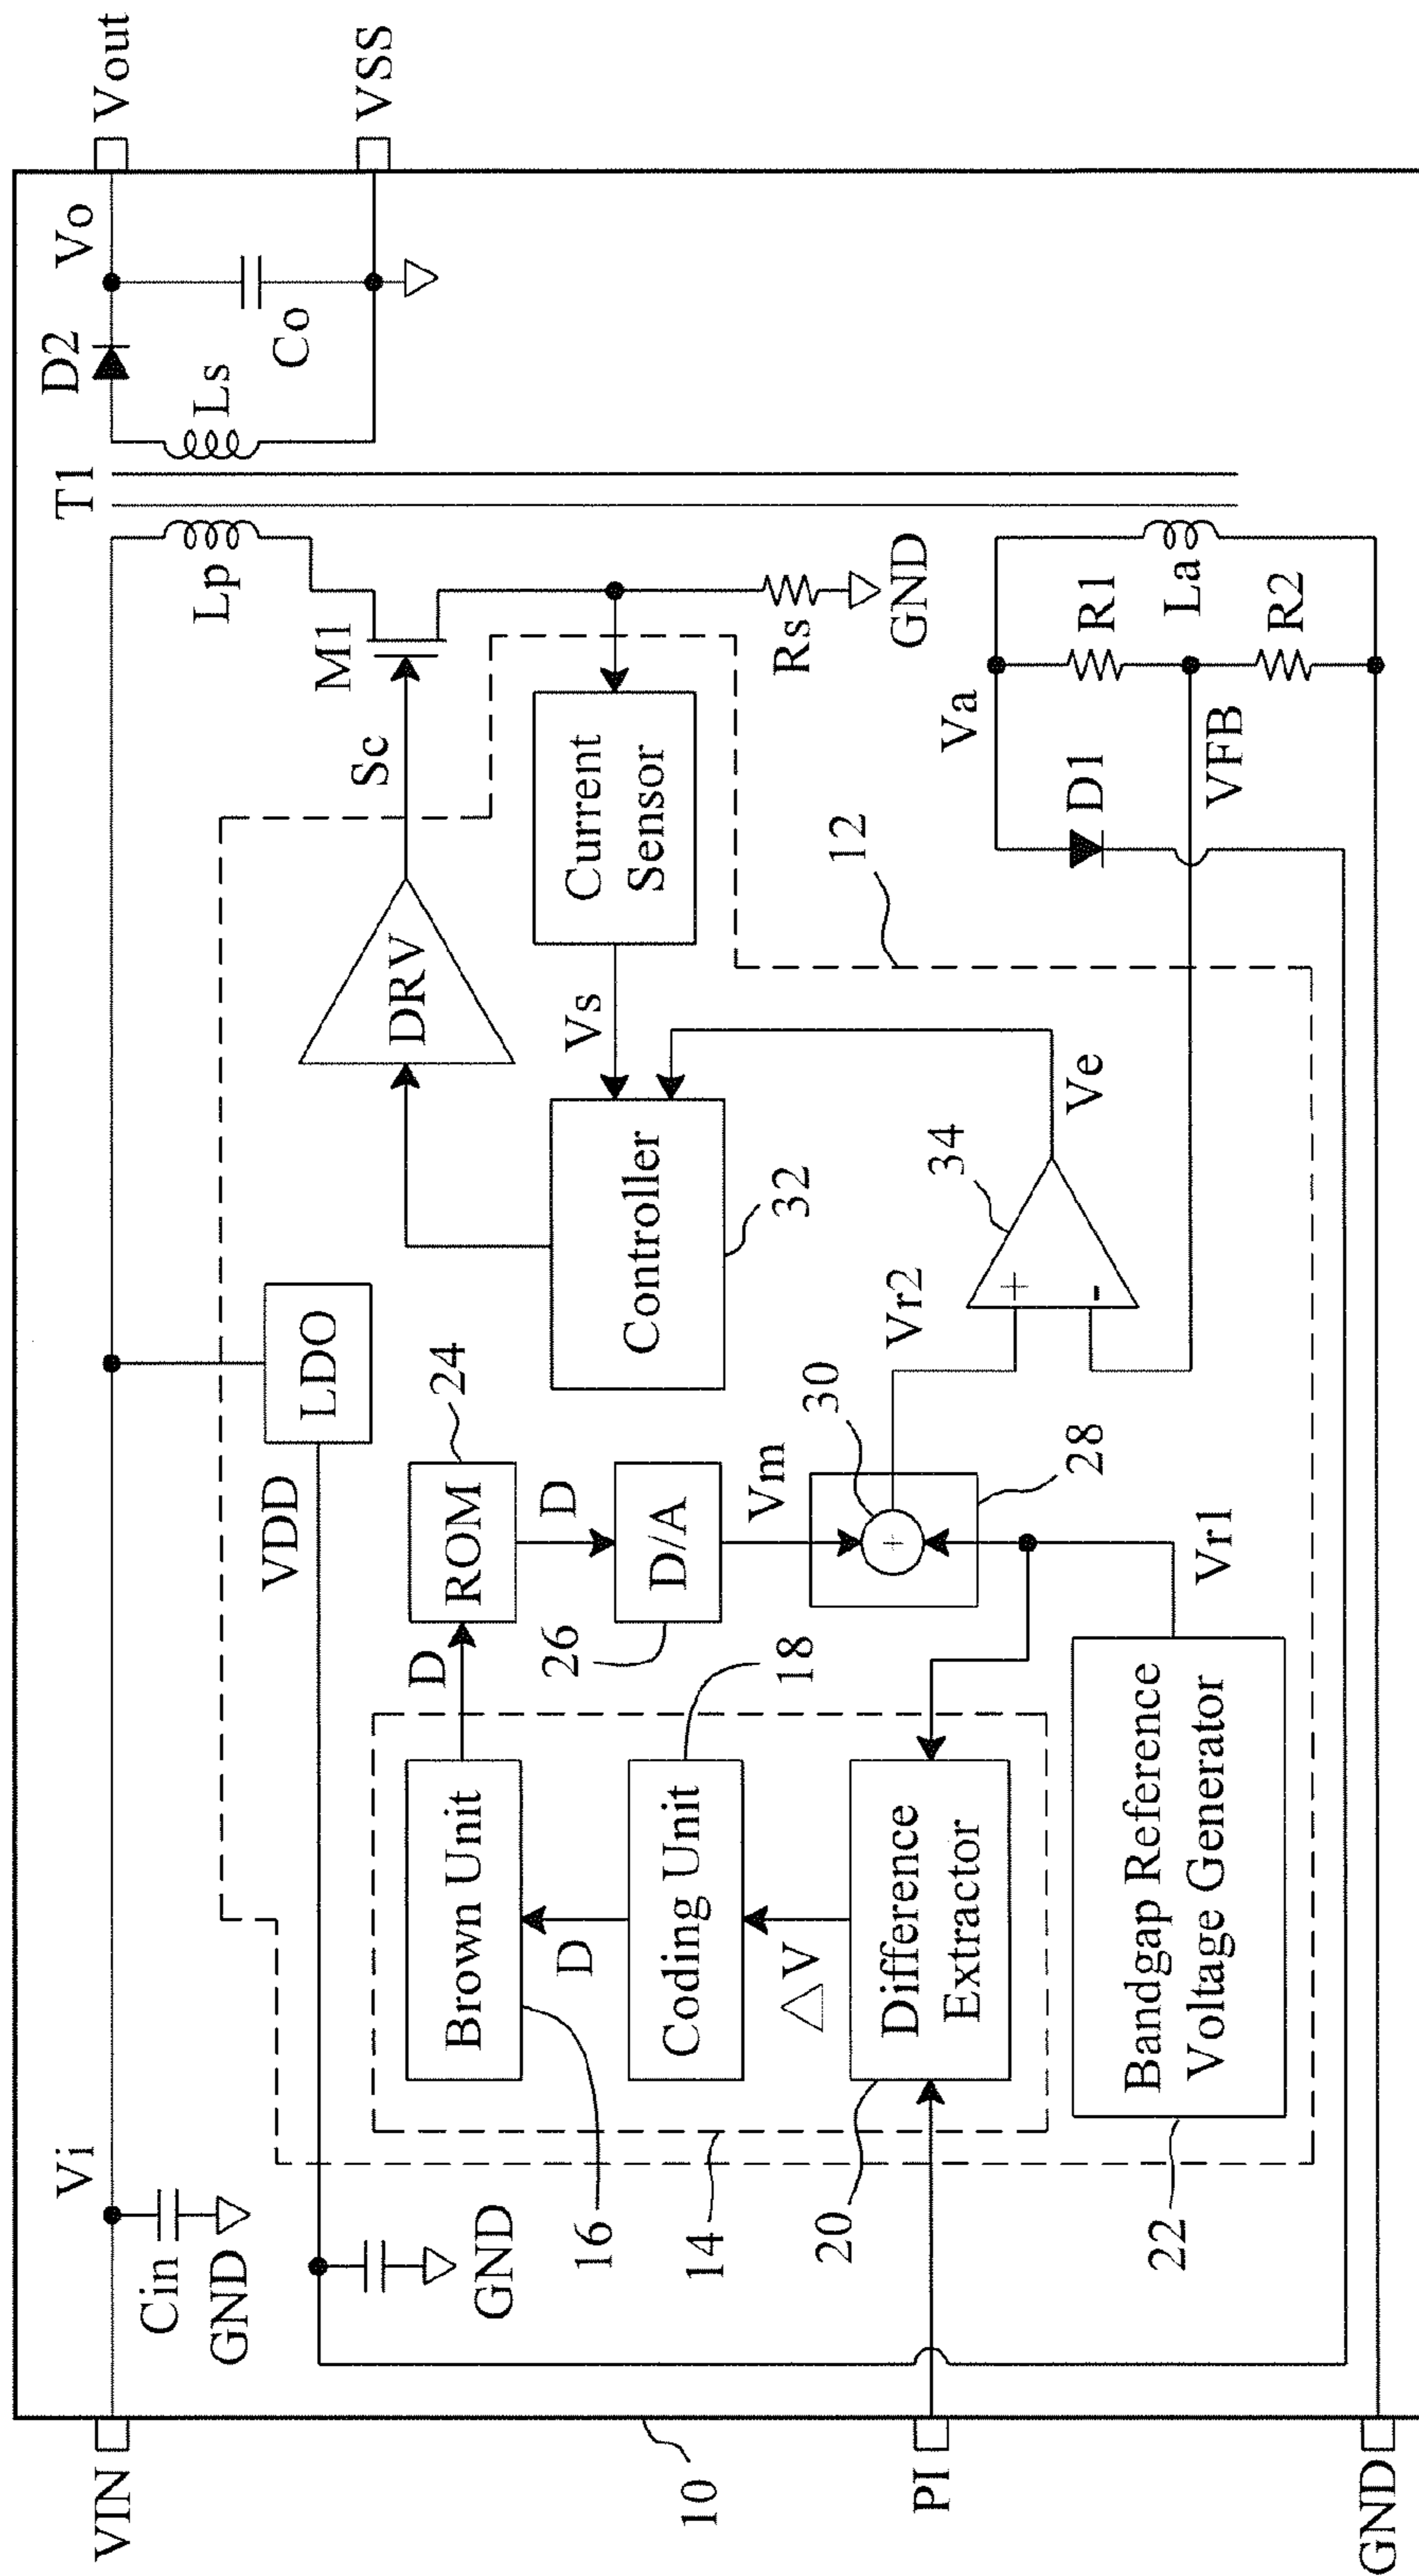 VIN
Vi
Cin
GND
GND
VDD
LDO
T1
Lp
Ls
D2
Vo
Co
Vout
VSS
M1
Sc
DRV
Rs
GND
Current
Sensor
Vs
Controller
32
ROM
24
D
D
D/A
26
Vm
Brown Unit
16
D
Coding Unit
18
△V
Difference
Extractor
20
14
PI
10
30
28
Vr2
34
+
-
+
Ve
12
Va
D1
R1
La
VFB
R2
Vr1
Bandgap Reference
Voltage Generator
22
GND